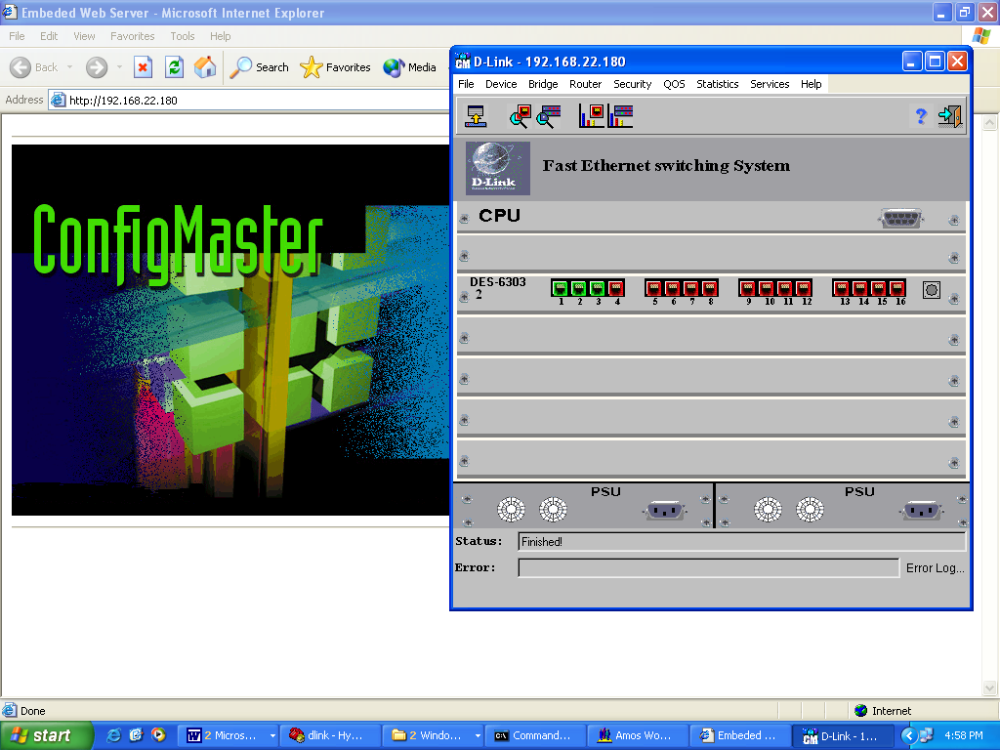 Embeded Web Server - Microsoft Internet Explorer
File Edit View Favorites Tools Help
Back Search Favorites Media
Address http://192.168.22.180
ConfigMaster
GM D-Link - 192.168.22.180
File Device Bridge Router Security QOS Statistics Services Help
?
D-Link
Fast Ethernet switching System
CPU
DES-6303
2
1 2 3 4 5 6 7 8 9 10 11 12 13 14 15 16
PSU PSU
Status: Finished!
Error: Error Log...
Done Internet
start 2 Micros... dlink - Hy... 2 Windo... Command... Amos Wo... Embeded ... GM D-Link - 1... 4:58 PM